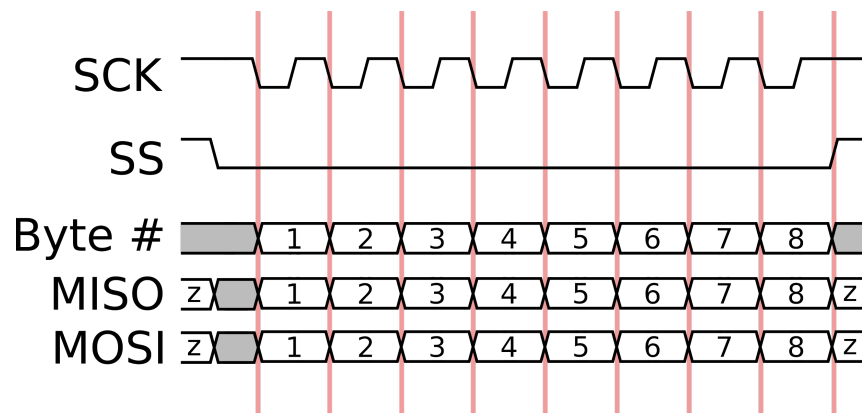 SCK
SS
Byte # 1 2 3 4 5 6 7 8
MISO z 1 2 3 4 5 6 7 8 z
MOSI z 1 2 3 4 5 6 7 8 z